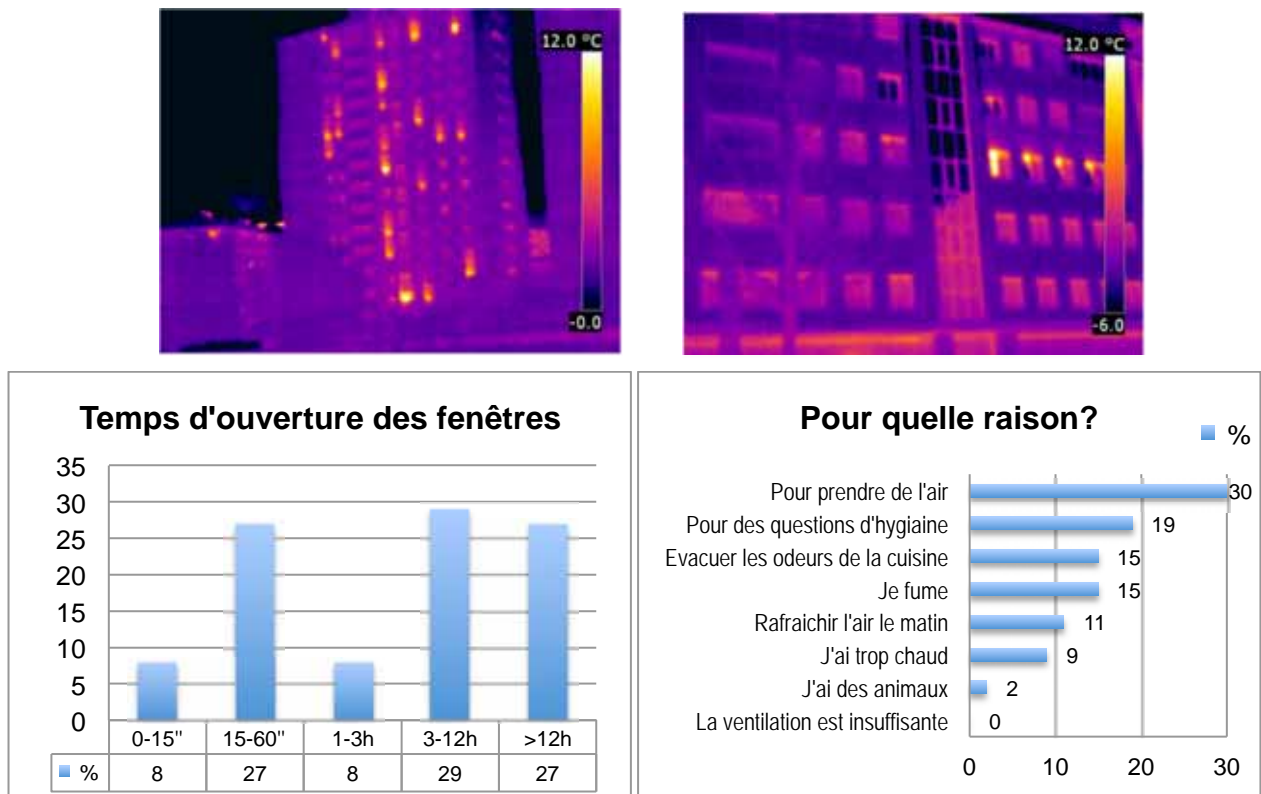 12.0 °C
-0.0
12.0 °C
-6.0
Temps d'ouverture des fenêtres
35
30
25
20
15
10
5
0
0-15" 15-60" 1-3h 3-12h >12h
% 8 27 8 29 27
Pour quelle raison?
%
Pour prendre de l'air 30
Pour des questions d'hygiaine 19
Evacuer les odeurs de la cuisine 15
Je fume 15
Rafraichir l'air le matin 11
J'ai trop chaud 9
J'ai des animaux 2
La ventilation est insuffisante 0
0 10 20 30